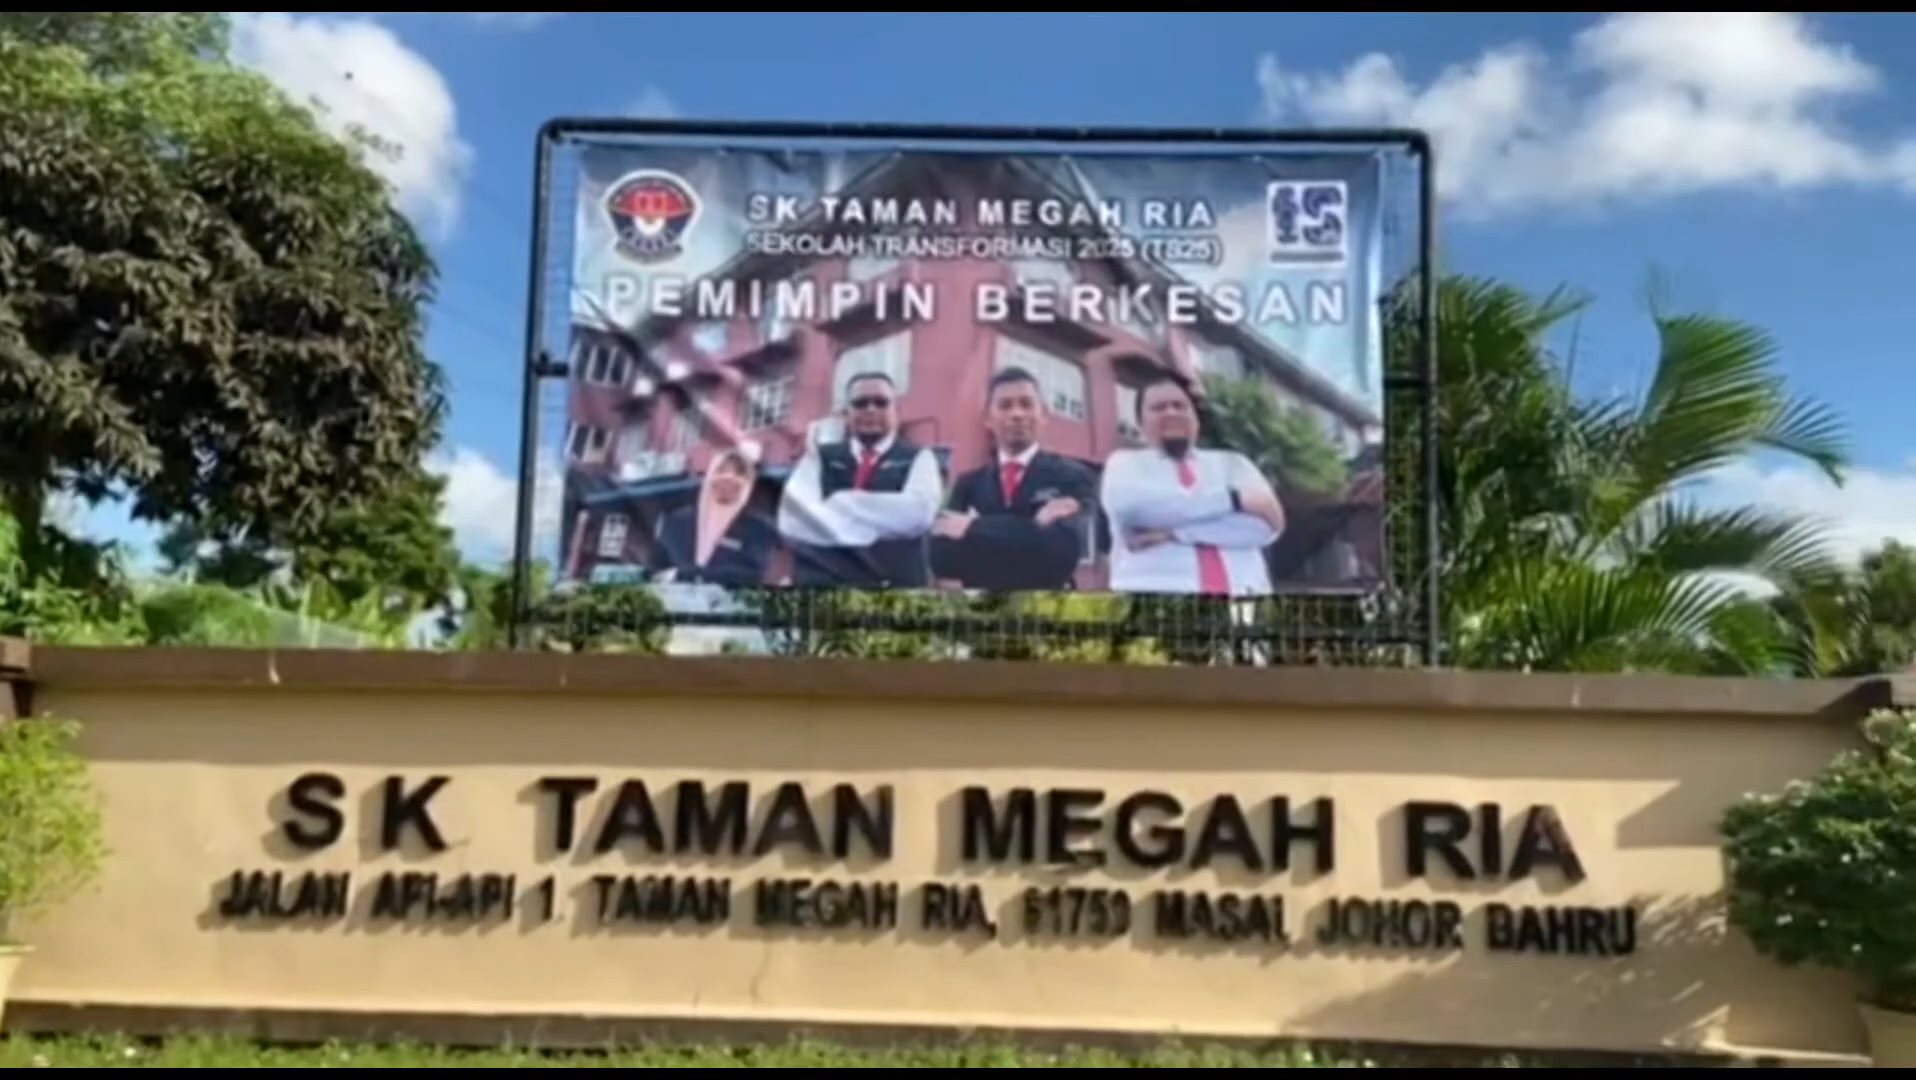 SK TAMAN MEGAH RIA
SEKOLAH TRANSFORMASI 2025 (TS25)
PEMIMPIN BERKESAN
SK TAMAN MEGAH RIA
JALAN API-API 1, TAMAN MEGAH RIA, 81750 MASAI, JOHOR BAHRU